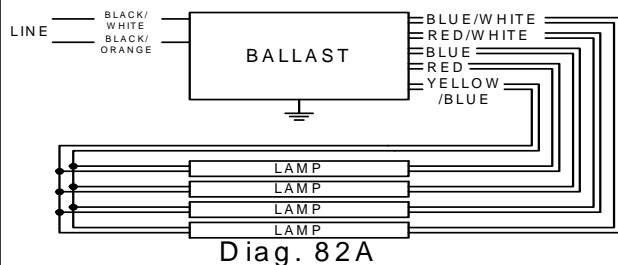 LINE
BLACK/
WHITE
BLACK/
ORANGE
BALLAST
BLUE/WHITE
RED/WHITE
BLUE
RED
YELLOW
/BLUE
LAMP
LAMP
LAMP
LAMP
Diag. 82A